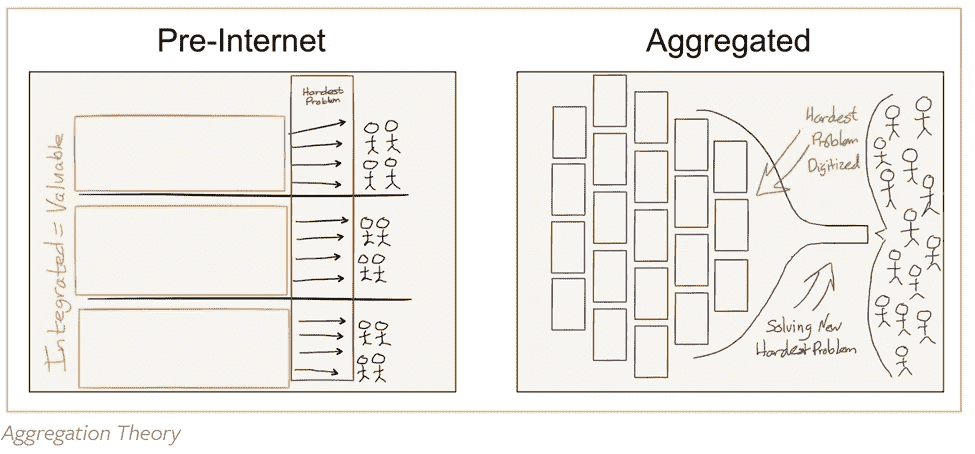 Pre-Internet
Aggregated
Integrated = Valuable
Hardest
Problem
Hardest
Problem
Digitized
Solving New
Hardest Problem
Aggregation Theory